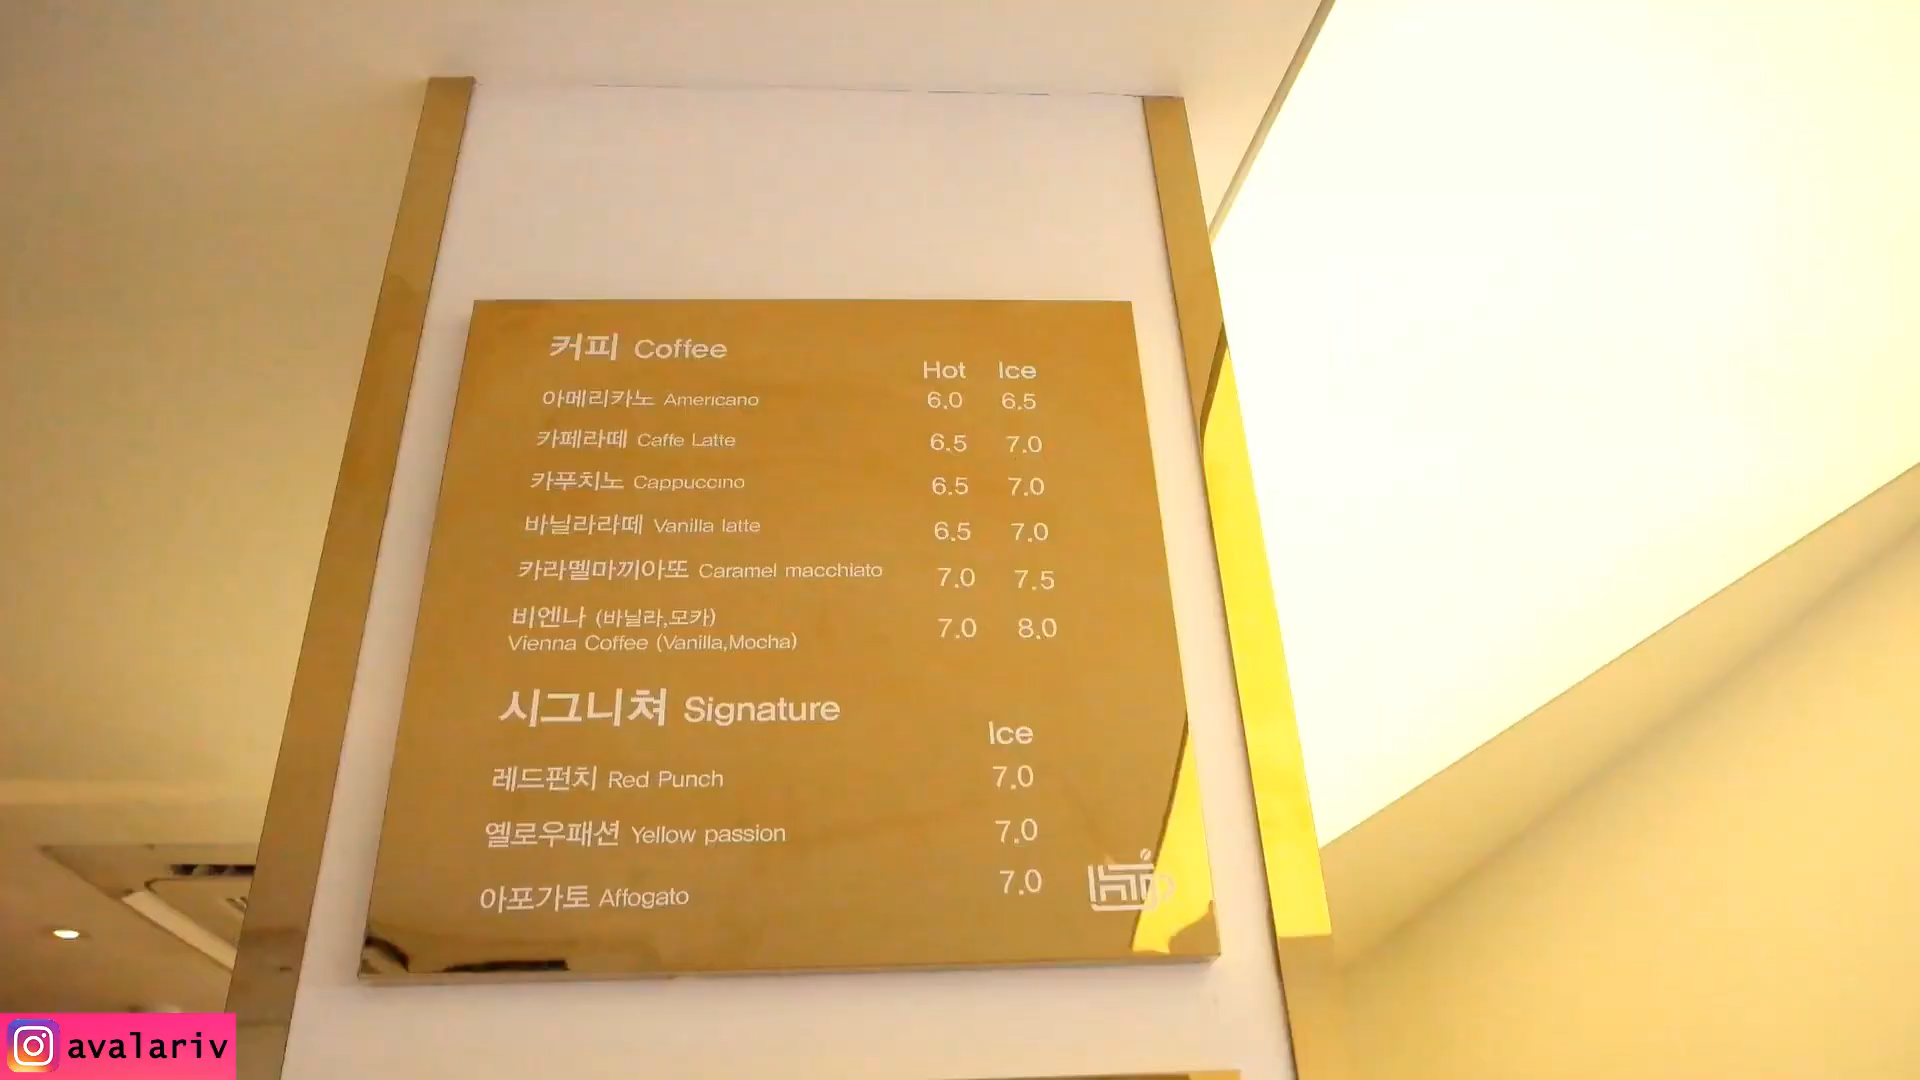 커피 Coffee
Hot Ice
아메리카노 Americano 6.0 6.5
카페라떼 Caffe Latte 6.5 7.0
카푸치노 Cappuccino 6.5 7.0
바닐라라떼 Vanilla latte 6.5 7.0
카라멜마끼아또 Caramel macchiato 7.0 7.5
비엔나 (바닐라,모카)
Vienna Coffee (Vanilla,Mocha) 7.0 8.0
시그니쳐 Signature
Ice
레드펀치 Red Punch 7.0
옐로우패션 Yellow passion 7.0
아포가토 Affogato 7.0
avalariv